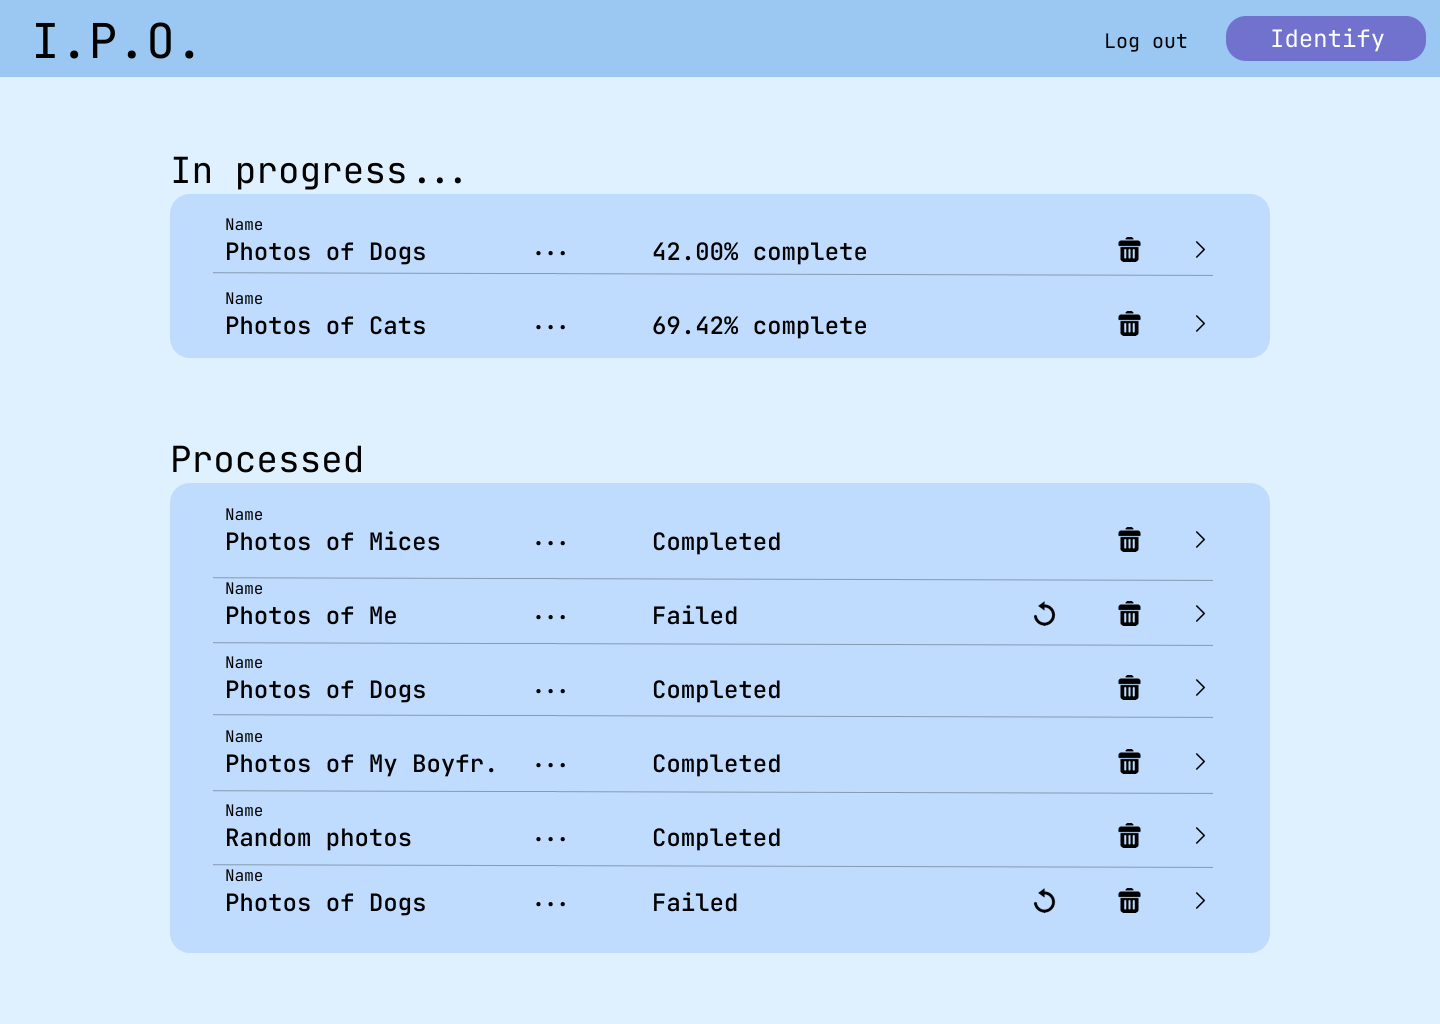 I.P.O.
Log out
Identify
In progress...
Name
Photos of Dogs ... 42.00% complete
Name
Photos of Cats ... 69.42% complete
Processed
Name
Photos of Mices ... Completed
Name
Photos of Me ... Failed
Name
Photos of Dogs ... Completed
Name
Photos of My Boyfr. ... Completed
Name
Random photos ... Completed
Name
Photos of Dogs ... Failed